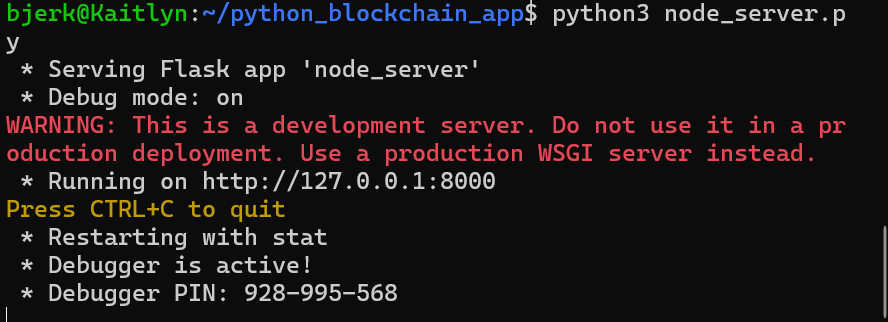 bjerk@Kaitlyn:~/python_blockchain_app$ python3 node_server.p
y
 * Serving Flask app 'node_server'
 * Debug mode: on
WARNING: This is a development server. Do not use it in a pr
oduction deployment. Use a production WSGI server instead.
 * Running on http://127.0.0.1:8000
Press CTRL+C to quit
 * Restarting with stat
 * Debugger is active!
 * Debugger PIN: 928-995-568